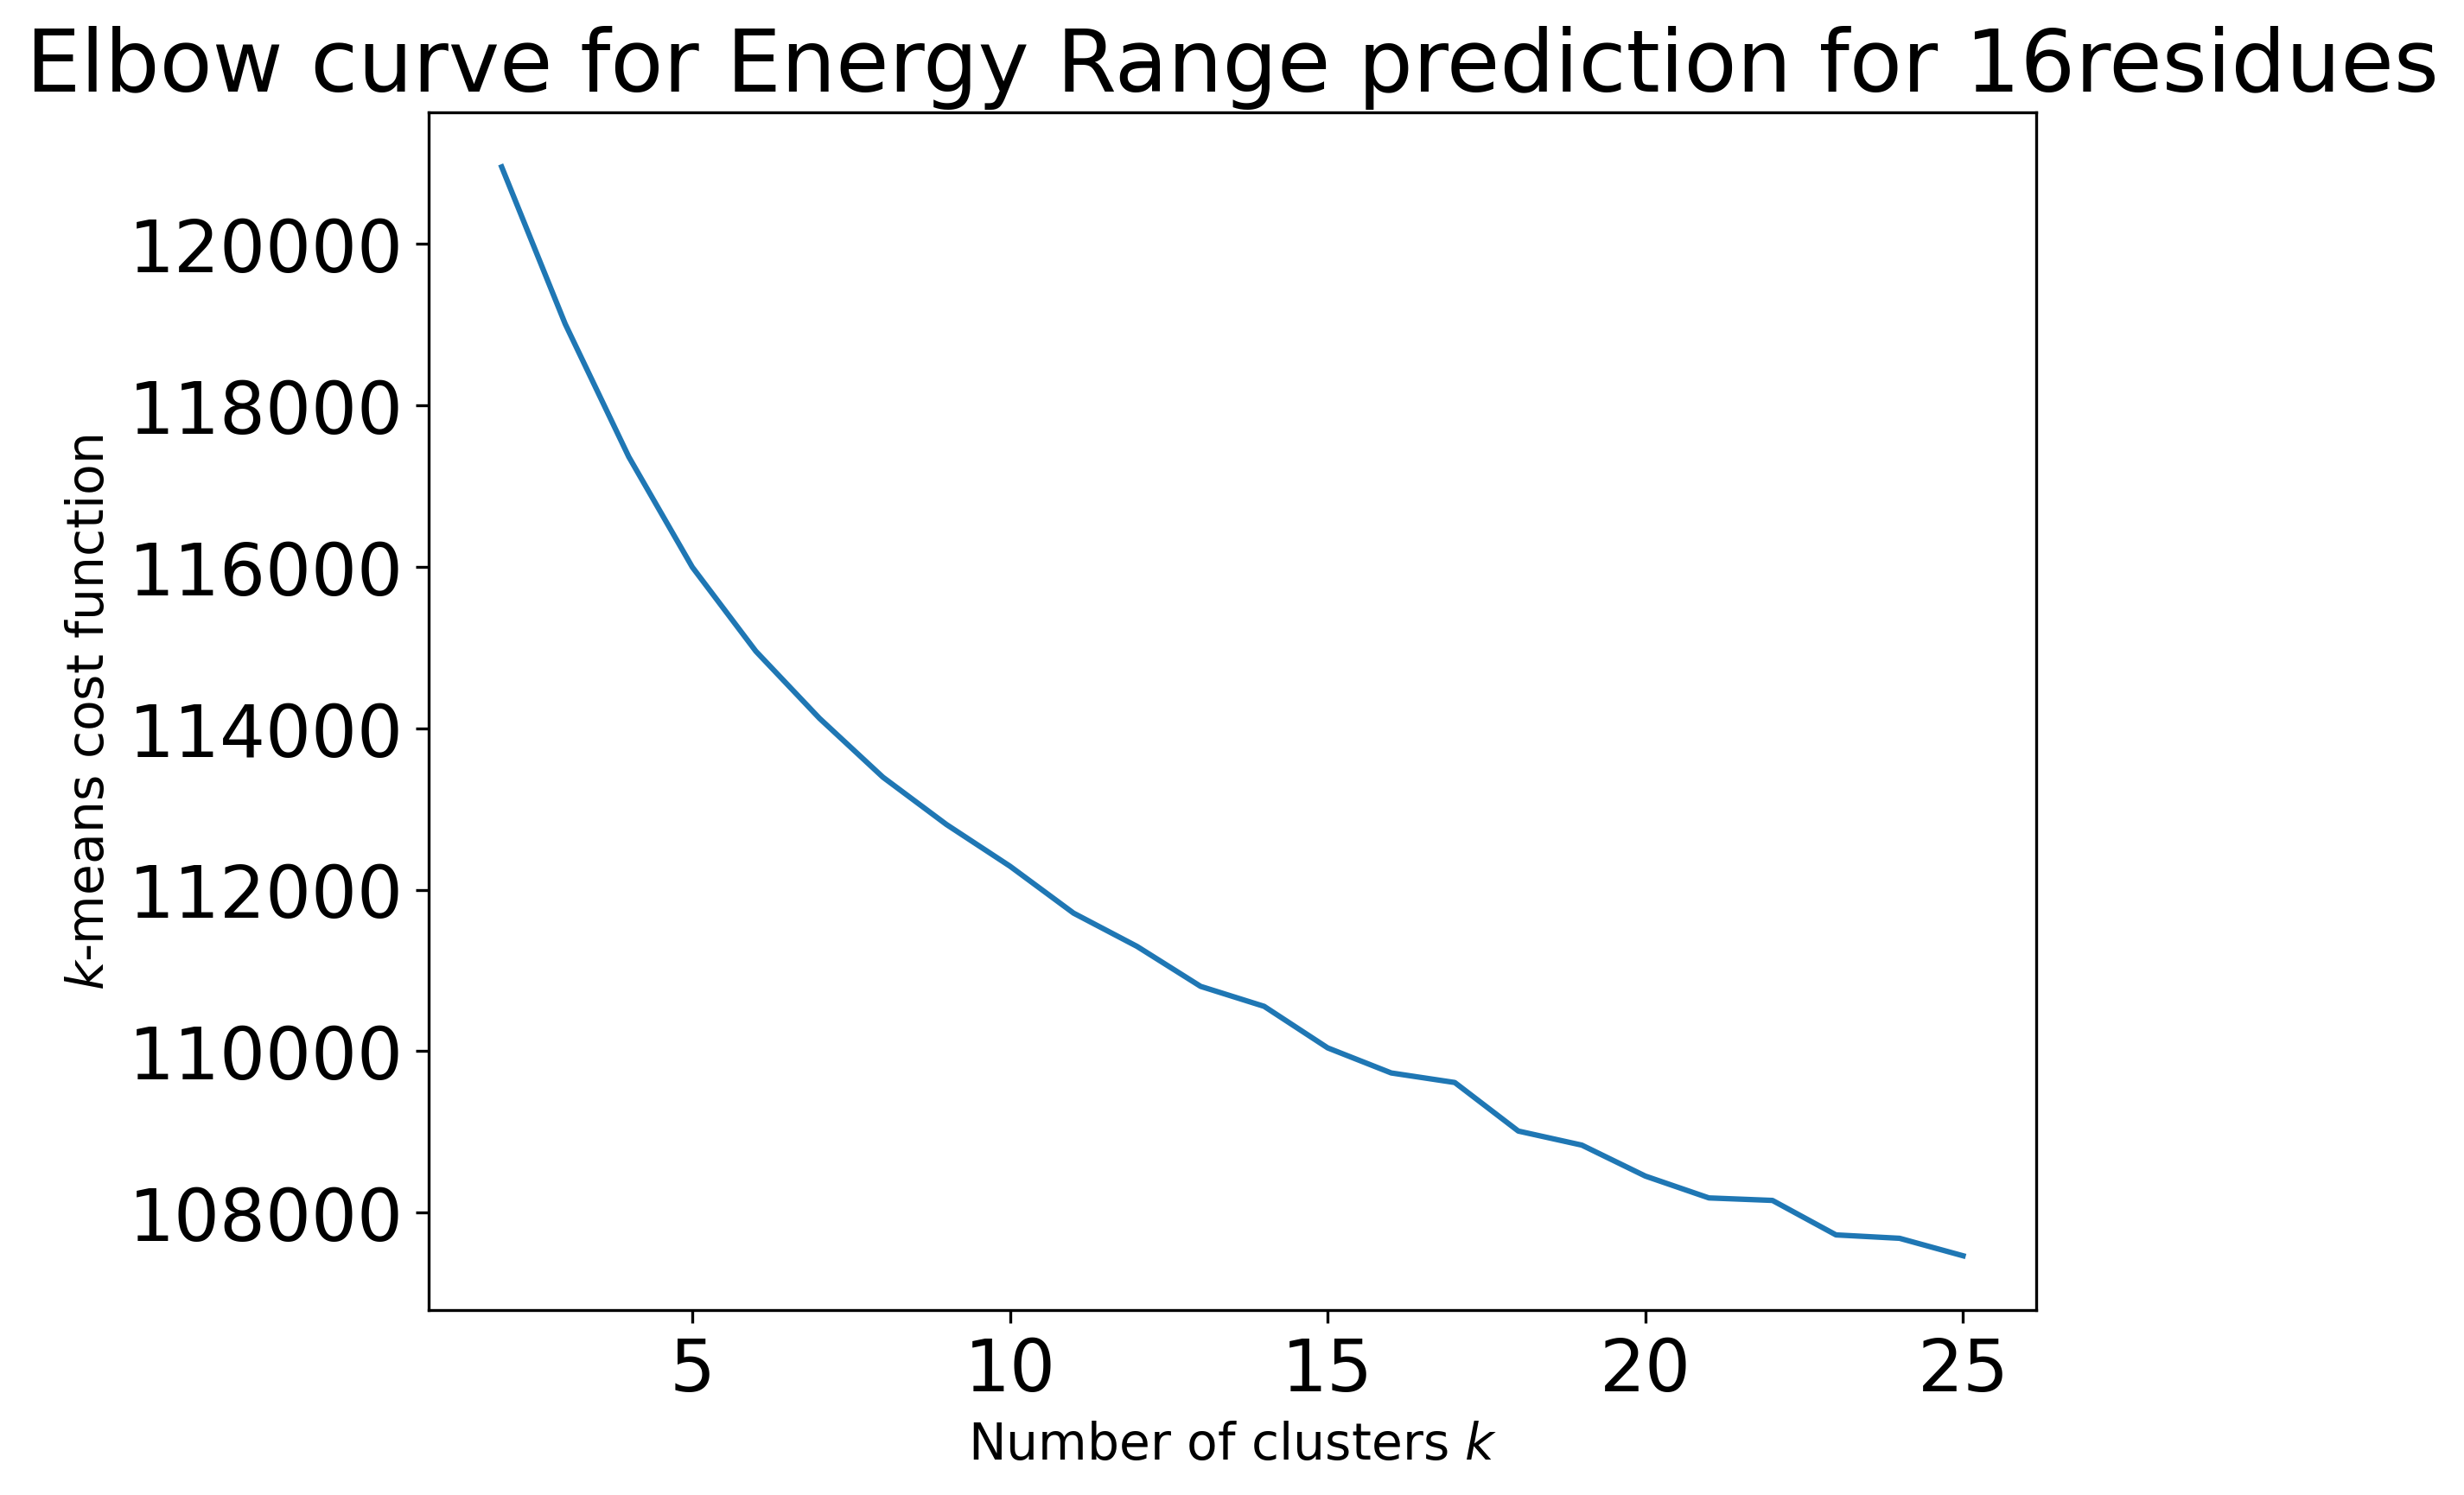 Elbow curve for Energy Range prediction for 16residues
120000
118000
116000
114000
112000
110000
108000
k-means cost function
5 10 15 20 25
Number of clusters k